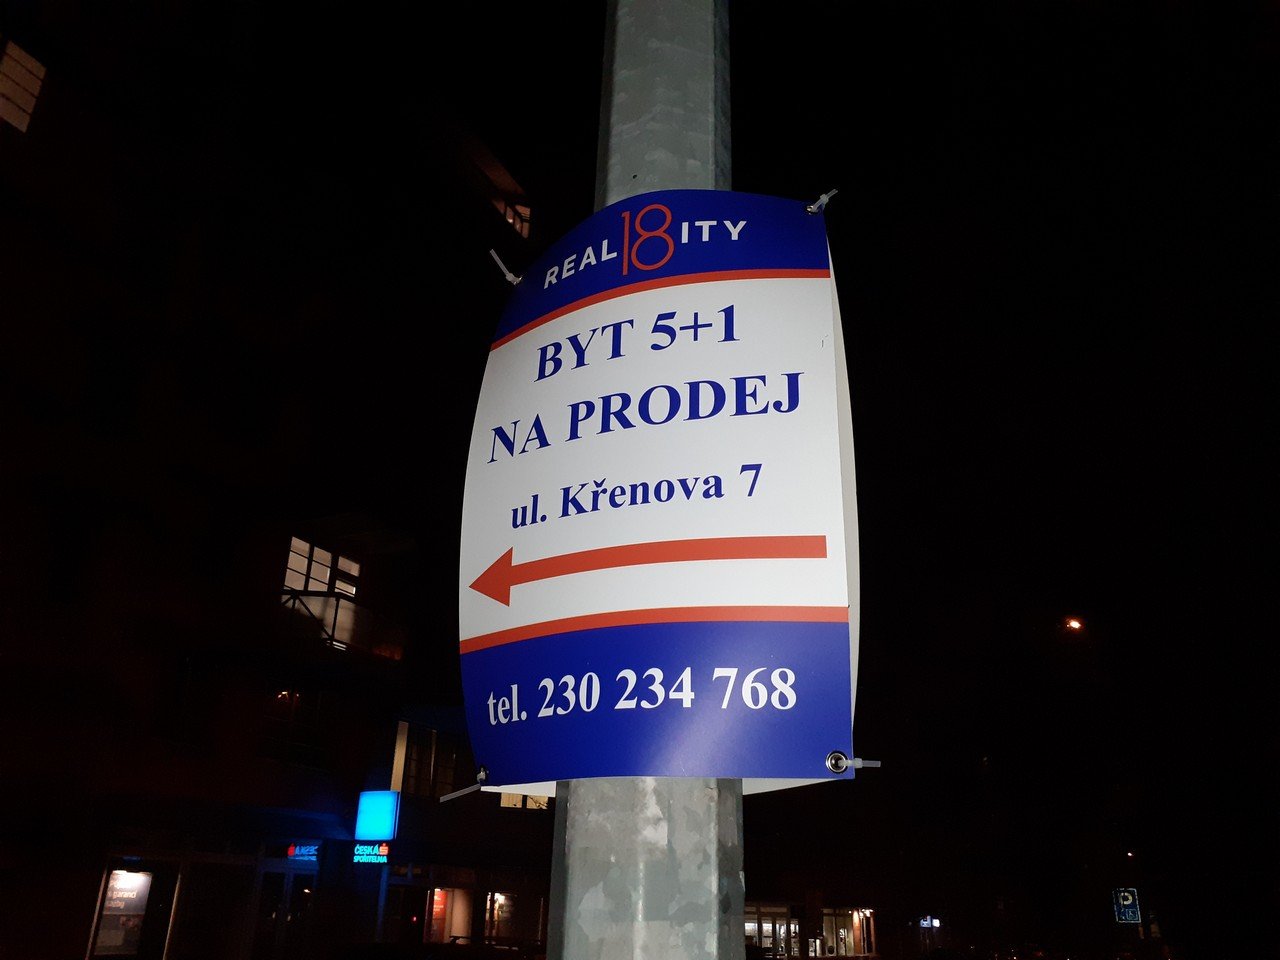 REAL18ITY
BYT 5+1
NA PRODEJ
ul. Křenova 7
tel. 230 234 768
ČESKÁ
SPOŘITELNA
P